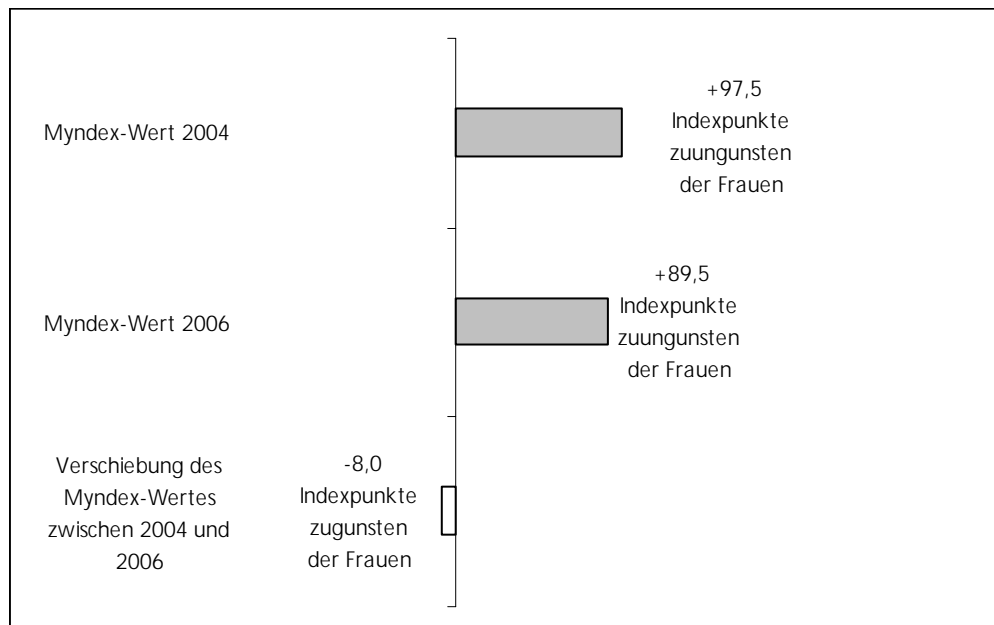 Myndex-Wert 2004
+97,5
Indexpunkte
zuungunsten
der Frauen
Myndex-Wert 2006
+89,5
Indexpunkte
zuungunsten
der Frauen
Verschiebung des
Myndex-Wertes
zwischen 2004 und
2006
-8,0
Indexpunkte
zugunsten
der Frauen